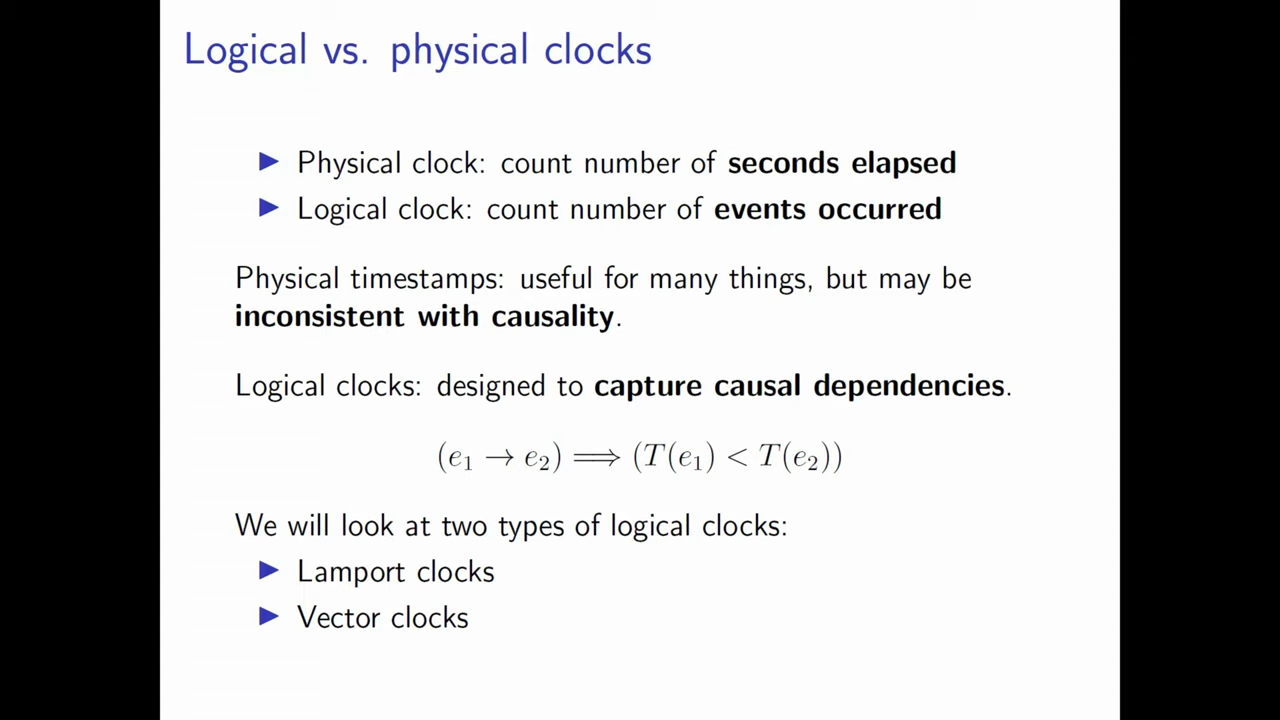 Logical vs. physical clocks
▶ Physical clock: count number of seconds elapsed
▶ Logical clock: count number of events occurred
Physical timestamps: useful for many things, but may be
inconsistent with causality.
Logical clocks: designed to capture causal dependencies.
(e₁ → e₂) ⟹ (T(e₁) < T(e₂))
We will look at two types of logical clocks:
▶ Lamport clocks
▶ Vector clocks